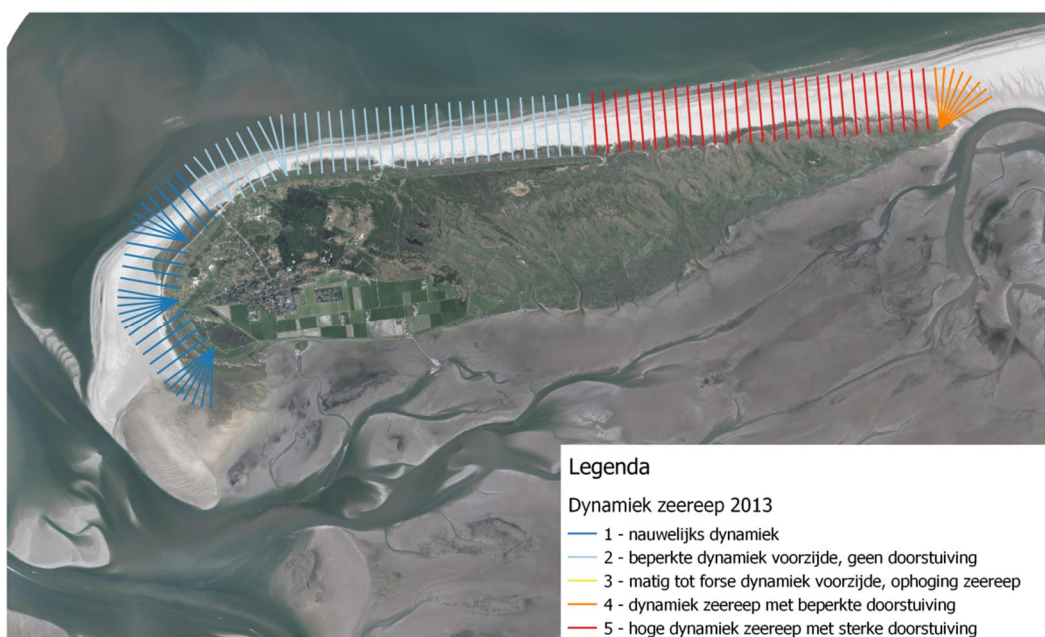 Legenda
Dynamiek zeereep 2013
1 - nauwelijks dynamiek
2 - beperkte dynamiek voorzijde, geen doorstuiving
3 - matig tot forse dynamiek voorzijde, ophoging zeereep
4 - dynamiek zeereep met beperkte doorstuiving
5 - hoge dynamiek zeereep met sterke doorstuiving